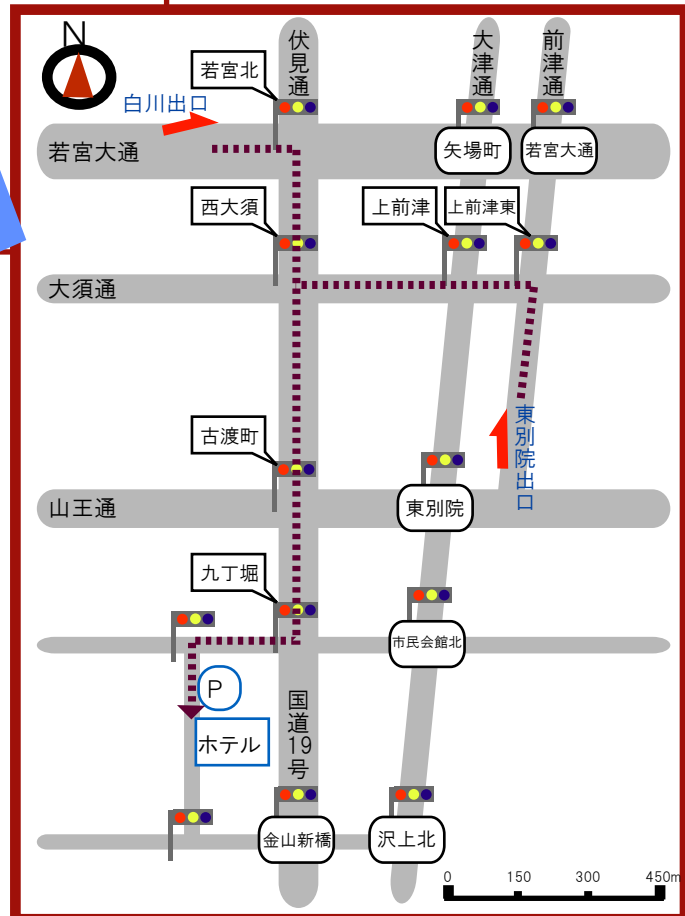 N
伏見通
大津通
前津通
若宮北
白川出口
若宮大通
矢場町
若宮大通
西大須
上前津
上前津東
大須通
東別院出口
古渡町
山王通
東別院
九丁堀
市民会館北
P
ホテル
国道19号
金山新橋
沢上北
0 150 300 450m